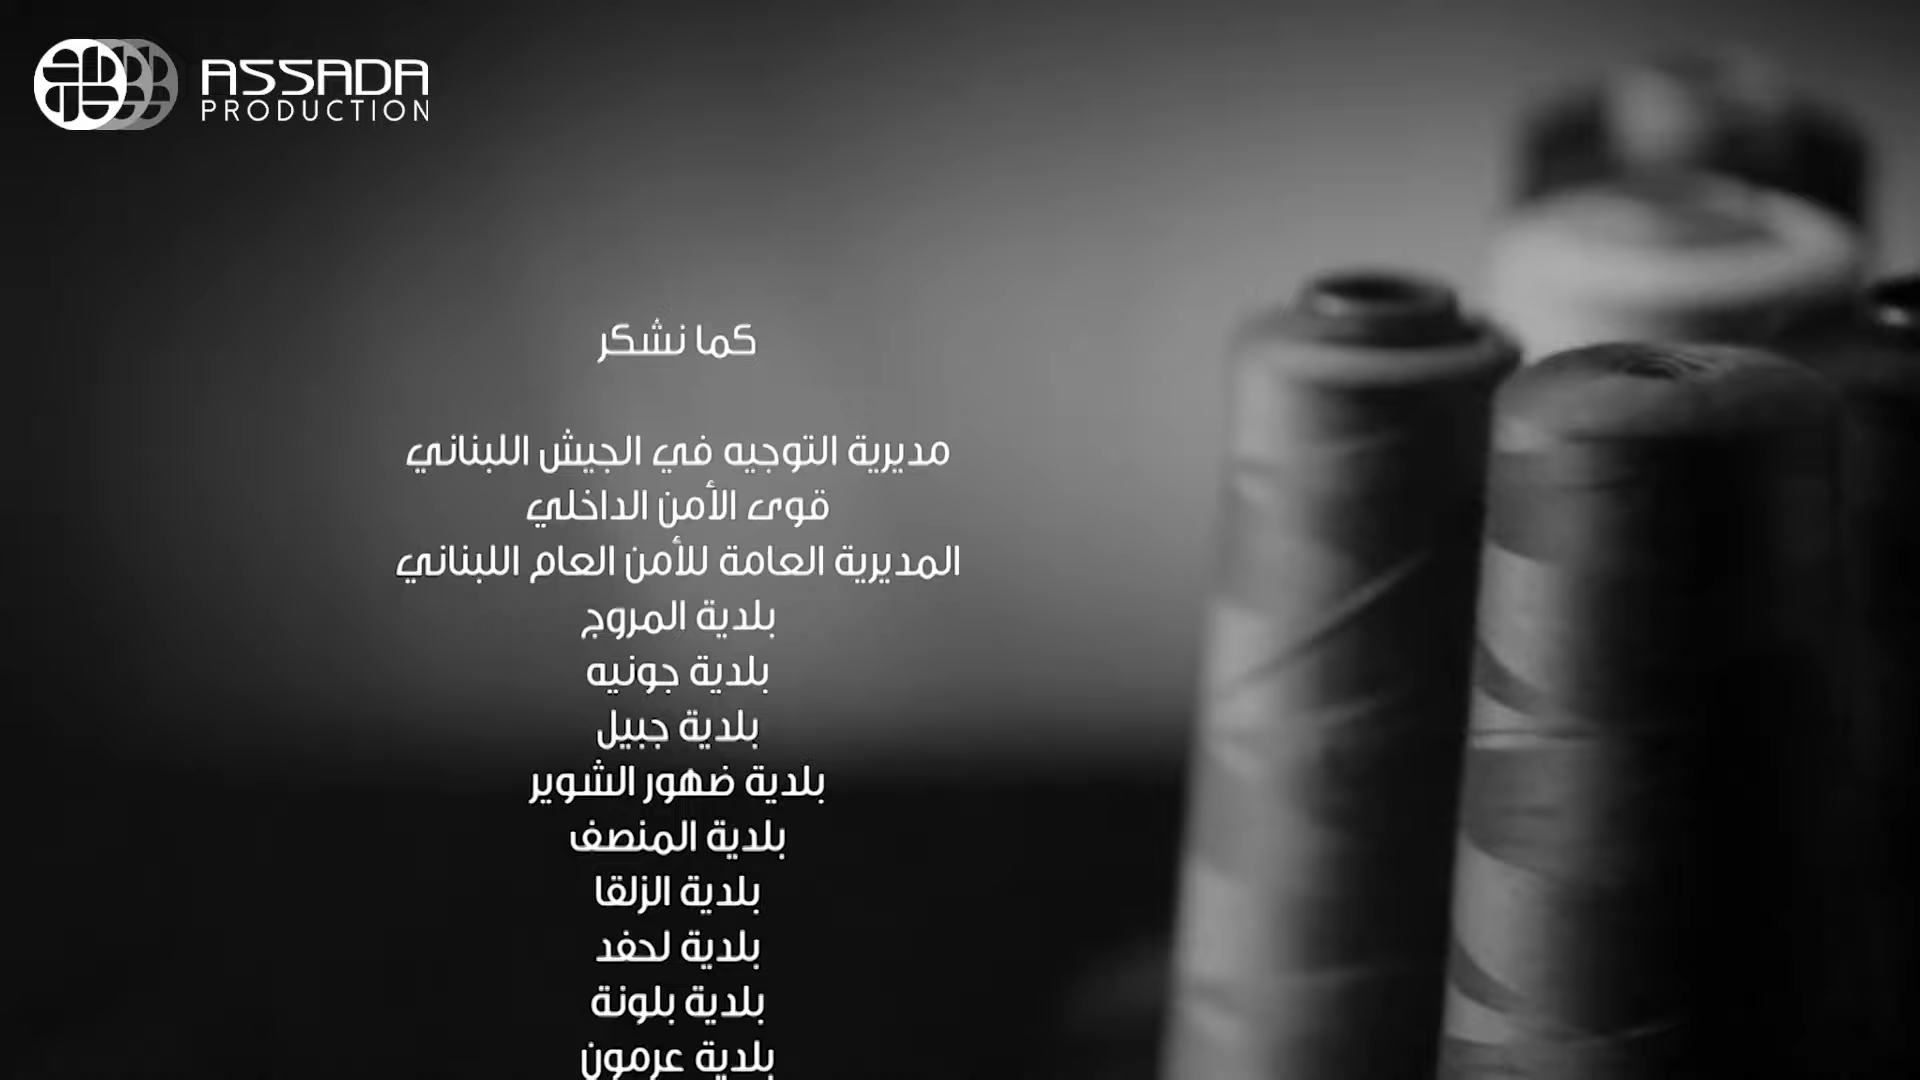 ASSADA
PRODUCTION
كما نشكر
مديرية التوجيه في الجيش اللبناني
قوى الأمن الداخلي
المديرية العامة للأمن العام اللبناني
بلدية المروج
بلدية جونيه
بلدية جبيل
بلدية ضهور الشوير
بلدية المنصف
بلدية الزلقا
بلدية لحفد
بلدية بلونة
بلدية عرمون